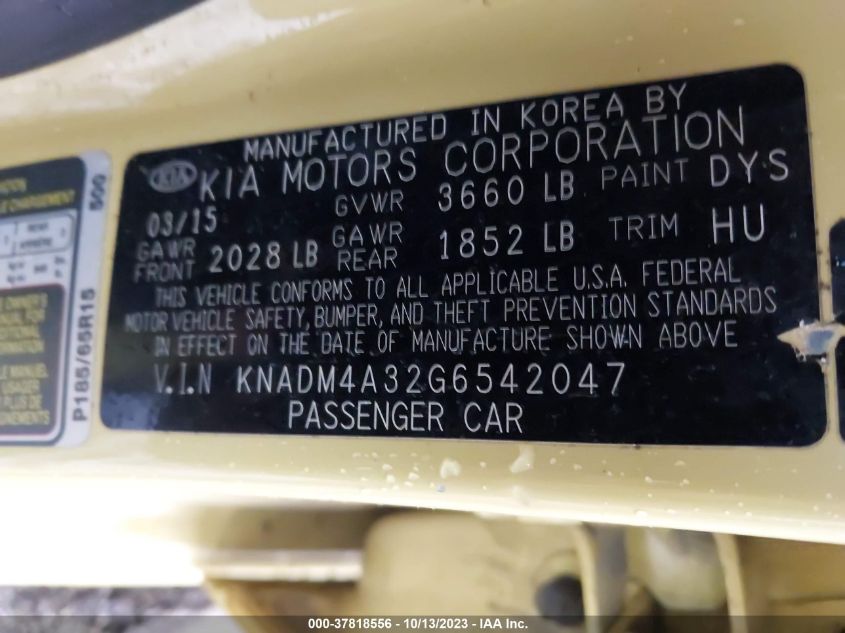 MANUFACTURED IN KOREA BY
KIA KIA MOTORS CORPORATION
03/15 GVWR 3660 LB PAINT DYS
GAWR FRONT 2028 LB GAWR REAR 1852 LB TRIM HU
THIS VEHICLE CONFORMS TO ALL APPLICABLE U.S.A. FEDERAL
MOTOR VEHICLE SAFETY, BUMPER, AND THEFT PREVENTION STANDARDS
IN EFFECT ON THE DATE OF MANUFACTURE SHOWN ABOVE
V.I.N KNADM4A32G6542047
PASSENGER CAR
P185/65R15 500
000-37818556 - 10/13/2023 - IAA Inc.